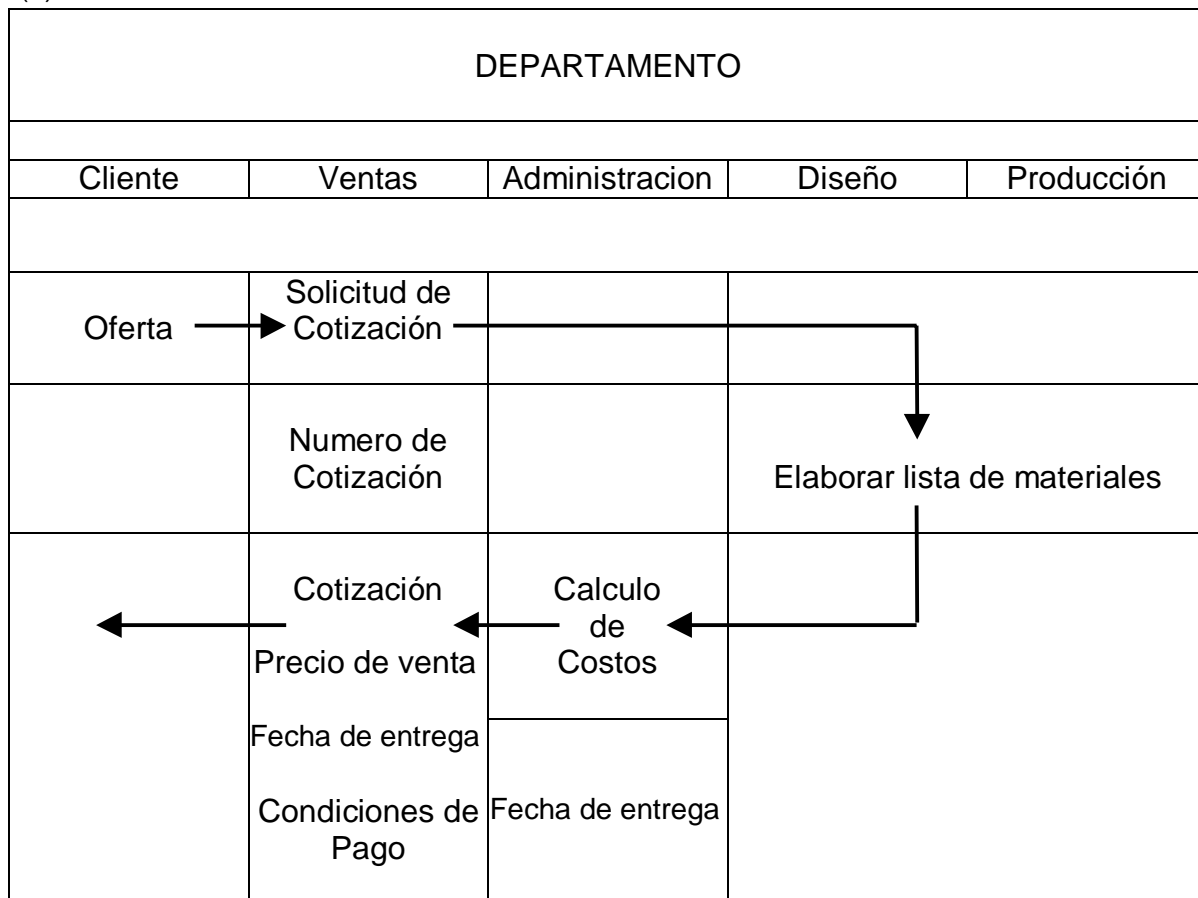 DEPARTAMENTO
Cliente Ventas Administracion Diseño Producción
Oferta
Solicitud de
Cotización
Numero de
Cotización
Elaborar lista de materiales
Cotización
Precio de venta
Fecha de entrega
Condiciones de
Pago
Calculo
de
Costos
Fecha de entrega